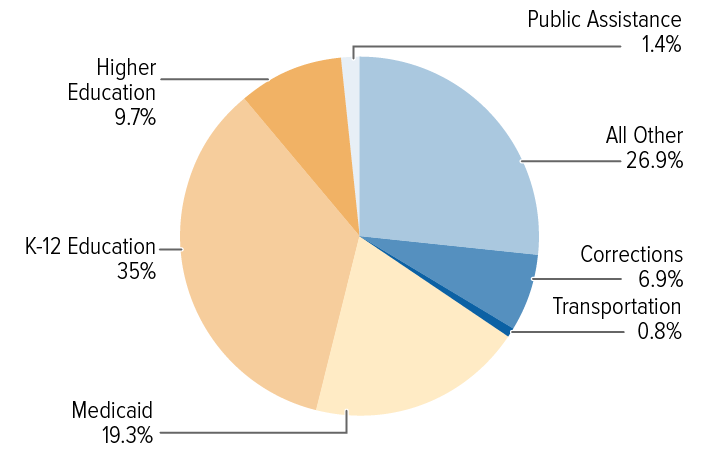 Public Assistance
1.4%
Higher
Education
9.7%
All Other
26.9%
K-12 Education
35%
Corrections
6.9%
Transportation
0.8%
Medicaid
19.3%